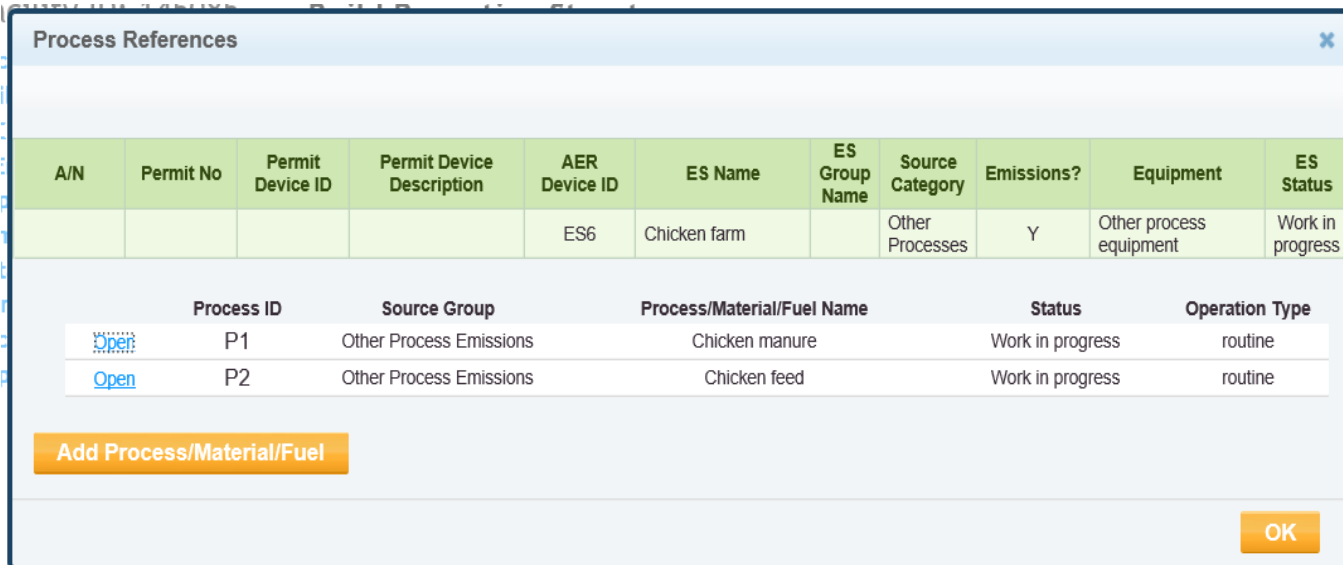 Process References
A/N Permit No Permit Device ID Permit Device Description AER Device ID ES Name ES Group Name Source Category Emissions? Equipment ES Status
ES6 Chicken farm Other Processes Y Other process equipment Work in progress
Process ID Source Group Process/Material/Fuel Name Status Operation Type
Open P1 Other Process Emissions Chicken manure Work in progress routine
Open P2 Other Process Emissions Chicken feed Work in progress routine
Add Process/Material/Fuel
OK